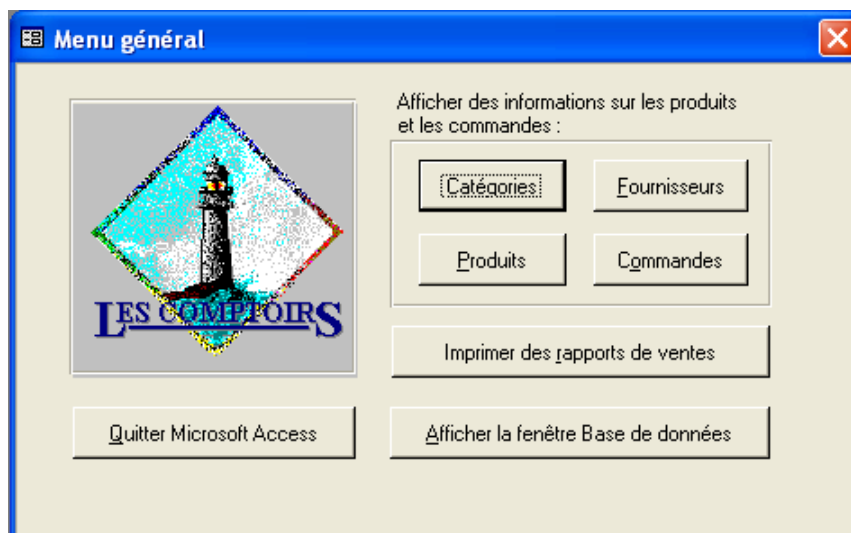 Menu général
Afficher des informations sur les produits
et les commandes :
Catégories
Fournisseurs
Produits
Commandes
LES COMPTOIRS
Imprimer des rapports de ventes
Quitter Microsoft Access
Afficher la fenêtre Base de données